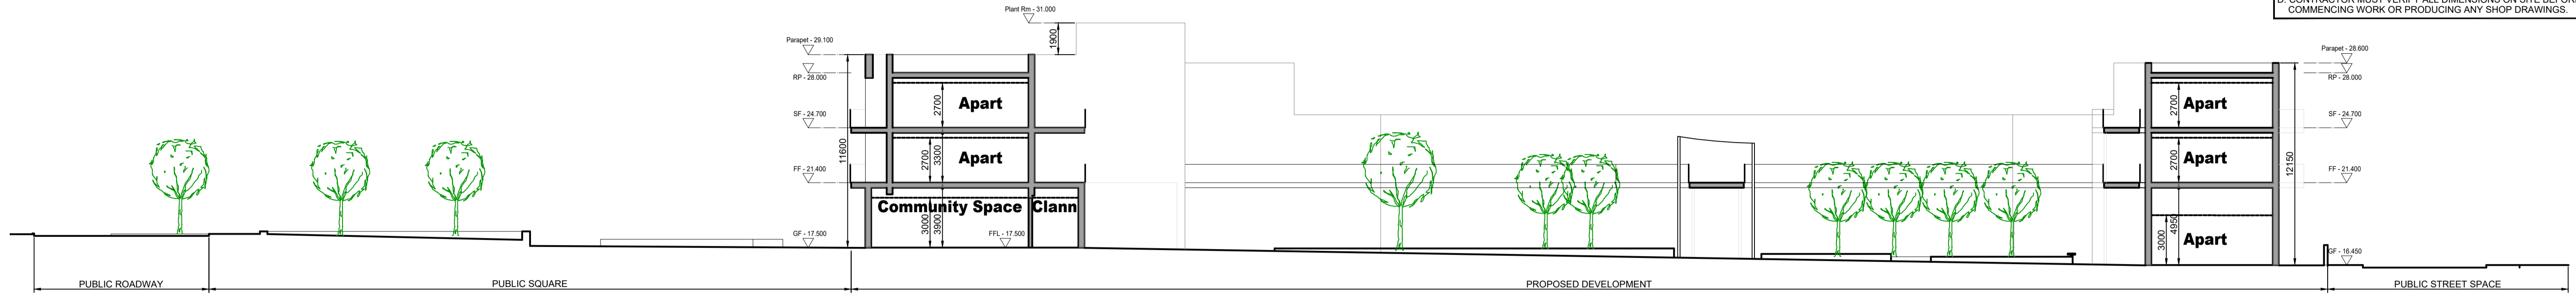 D. CONTRACTOR MUST VERIFY ALL DIMENSIONS ON SITE BEFORE
COMMENCING WORK OR PRODUCING ANY SHOP DRAWINGS.
Plant Rm - 31.000
1900
Parapet - 29.100
RP - 28.000
SF - 24.700
FF - 21.400
GF - 17.500
11600
2700
Apart
2700
3300
Apart
Community Space
Clann
3000
3900
FFL - 17.500
Parapet - 28.600
RP - 28.000
SF - 24.700
FF - 21.400
GF - 16.450
12150
2700
Apart
2700
Apart
3000
4950
Apart
PUBLIC ROADWAY
PUBLIC SQUARE
PROPOSED DEVELOPMENT
PUBLIC STREET SPACE